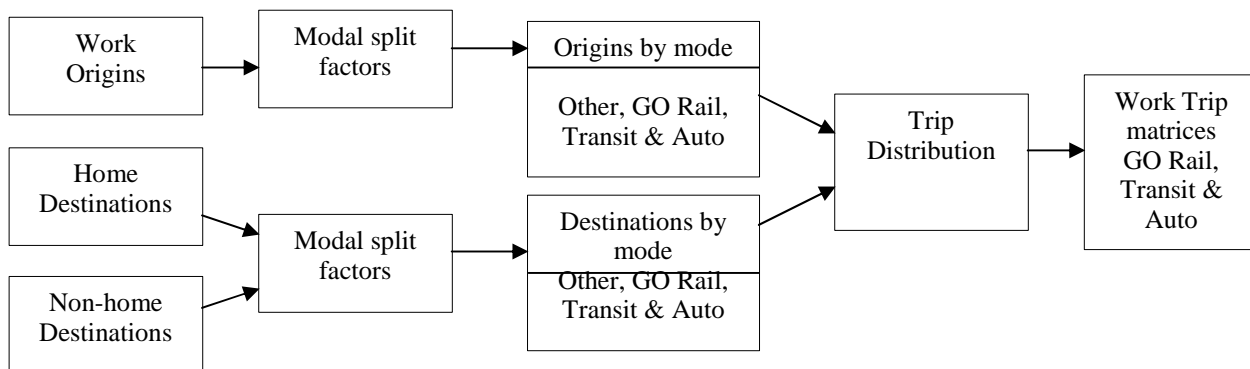 Work
Origins
Modal split
factors
Origins by mode
Other, GO Rail,
Transit & Auto
Home
Destinations
Non-home
Destinations
Modal split
factors
Destinations by
mode
Other, GO Rail,
Transit & Auto
Trip
Distribution
Work Trip
matrices
GO Rail,
Transit &
Auto